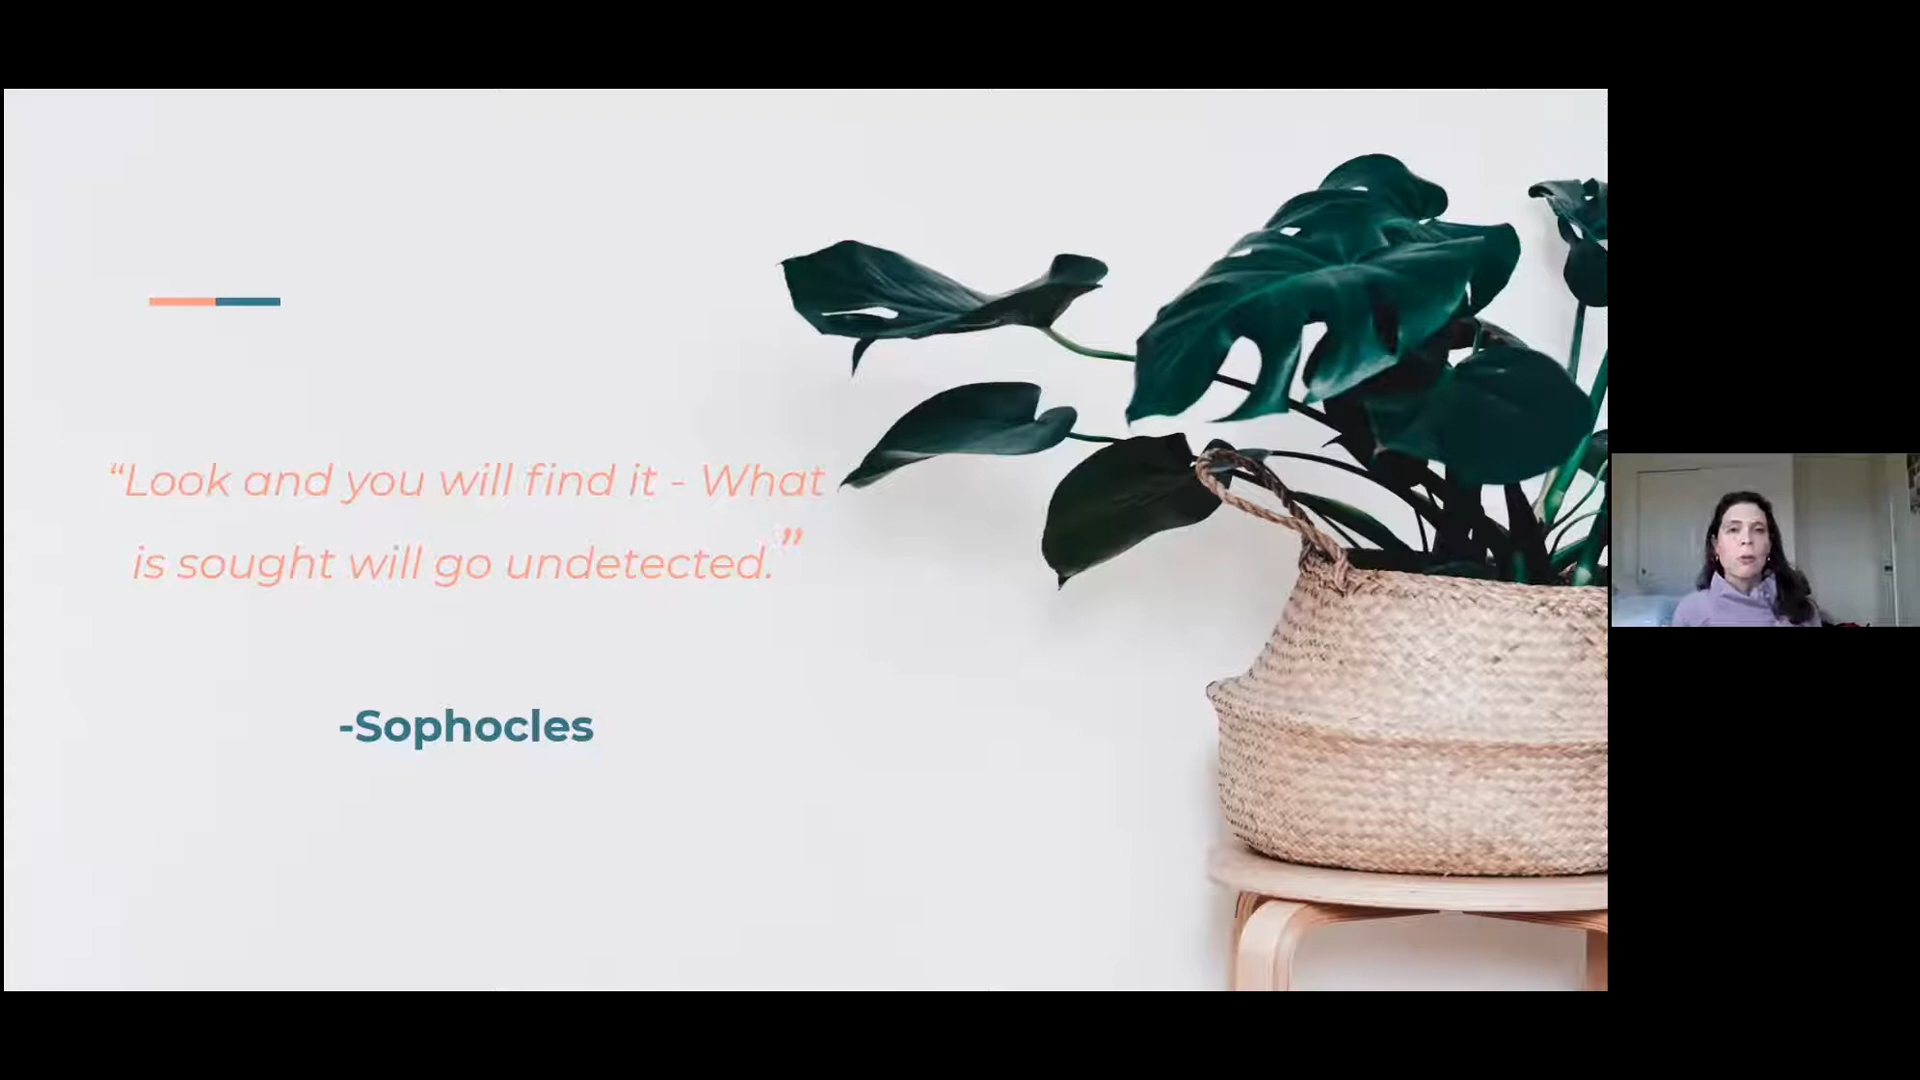 “Look and you will find it - What
is sought will go undetected.”
-Sophocles